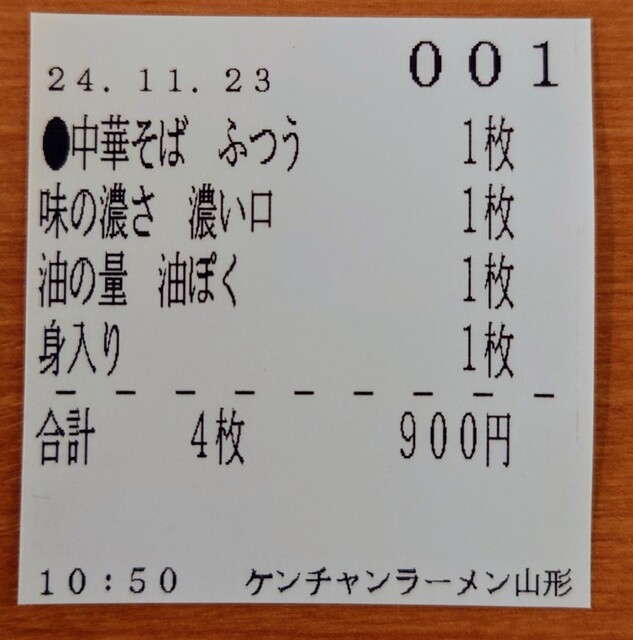 24.11.23 001
●中華そば ふつう 1枚
味の濃さ 濃い口 1枚
油の量 油ぽく 1枚
身入り 1枚
合計 4枚 900円
10:50 ケンチャンラーメン山形